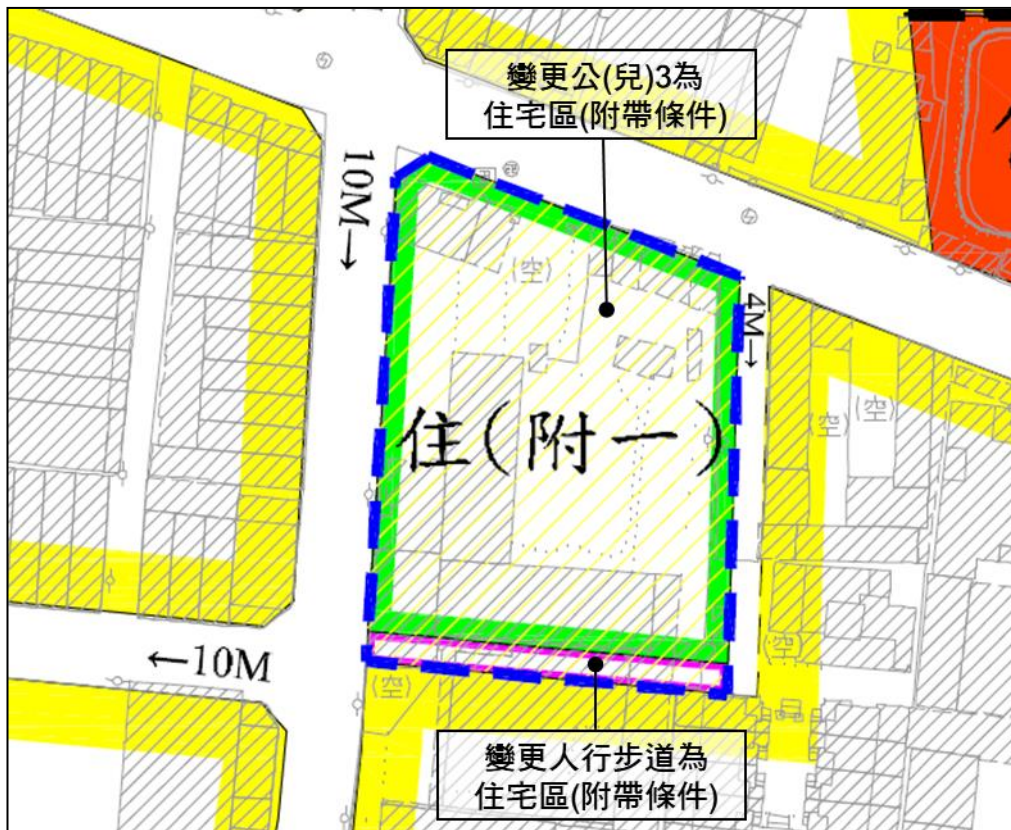 變更公(兒)3為
住宅區(附帶條件)
10M→
(空)
4M→
住(附一)
(空)
(空)
(空)
←10M
(空)
變更人行步道為
住宅區(附帶條件)